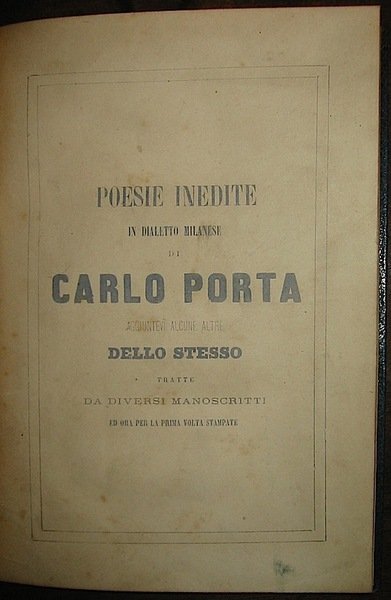 POESIE INEDITE
IN DIALETTO MILANESE
DI
CARLO PORTA
AGGIUNTEVI ALCUNE ALTRE
DELLO STESSO
TRATTE
DA DIVERSI MANOSCRITTI
ED ORA PER LA PRIMA VOLTA STAMPATE